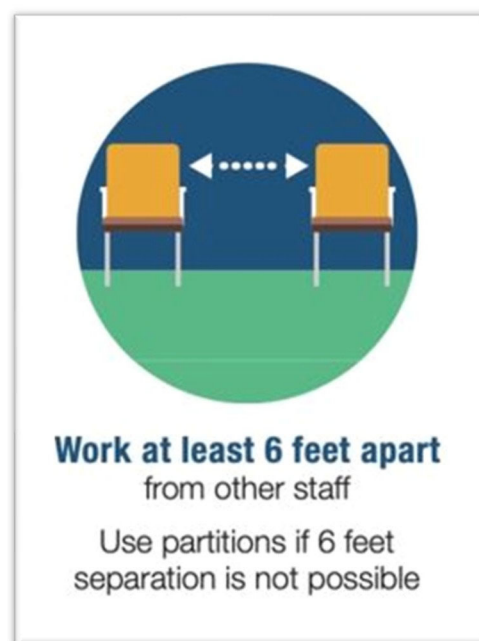 Work at least 6 feet apart
from other staff
Use partitions if 6 feet
separation is not possible